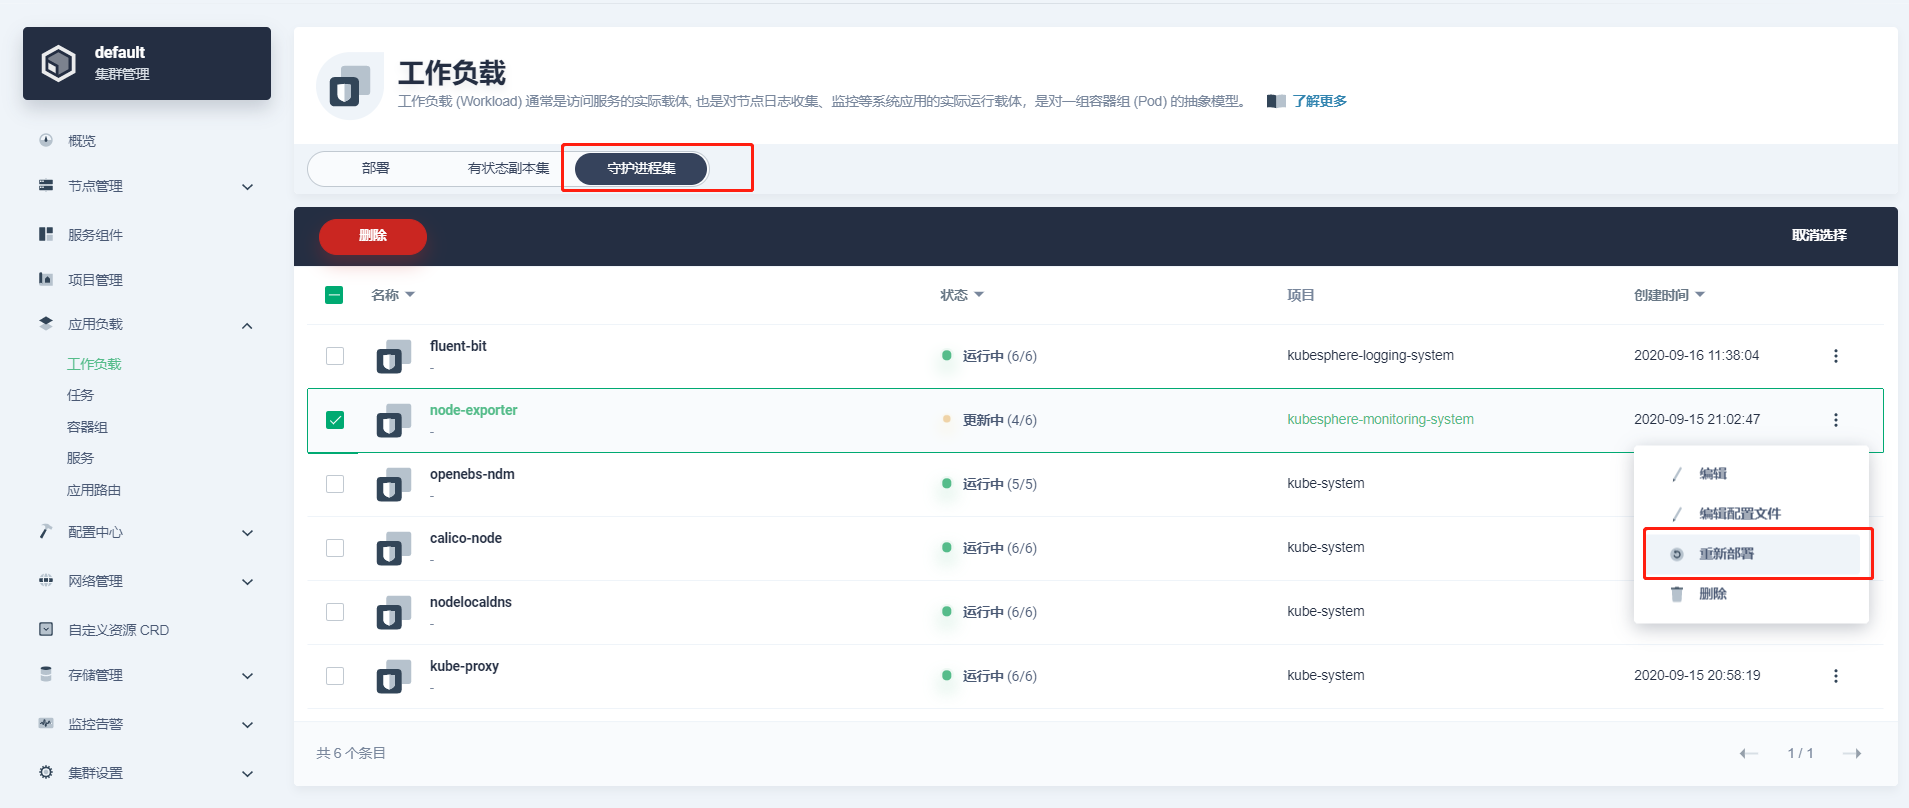 default
集群管理
概览
节点管理
服务组件
项目管理
应用负载
工作负载
任务
容器组
服务
应用路由
配置中心
网络管理
自定义资源 CRD
存储管理
监控告警
集群设置
工作负载
工作负载 (Workload) 通常是访问服务的实际载体, 也是对节点日志收集、监控等系统应用的实际运行载体，是对一组容器组 (Pod) 的抽象模型。 了解更多
部署 有状态副本集 守护进程集
删除 取消选择
名称 状态 项目 创建时间
fluent-bit
-
运行中 (6/6) kubesphere-logging-system 2020-09-16 11:38:04
node-exporter
-
更新中 (4/6) kubesphere-monitoring-system 2020-09-15 21:02:47
openebs-ndm
-
运行中 (5/5) kube-system
calico-node
-
运行中 (6/6) kube-system
nodelocaldns
-
运行中 (6/6) kube-system
kube-proxy
-
运行中 (6/6) kube-system 2020-09-15 20:58:19
编辑
编辑配置文件
重新部署
删除
共 6 个条目 1 / 1